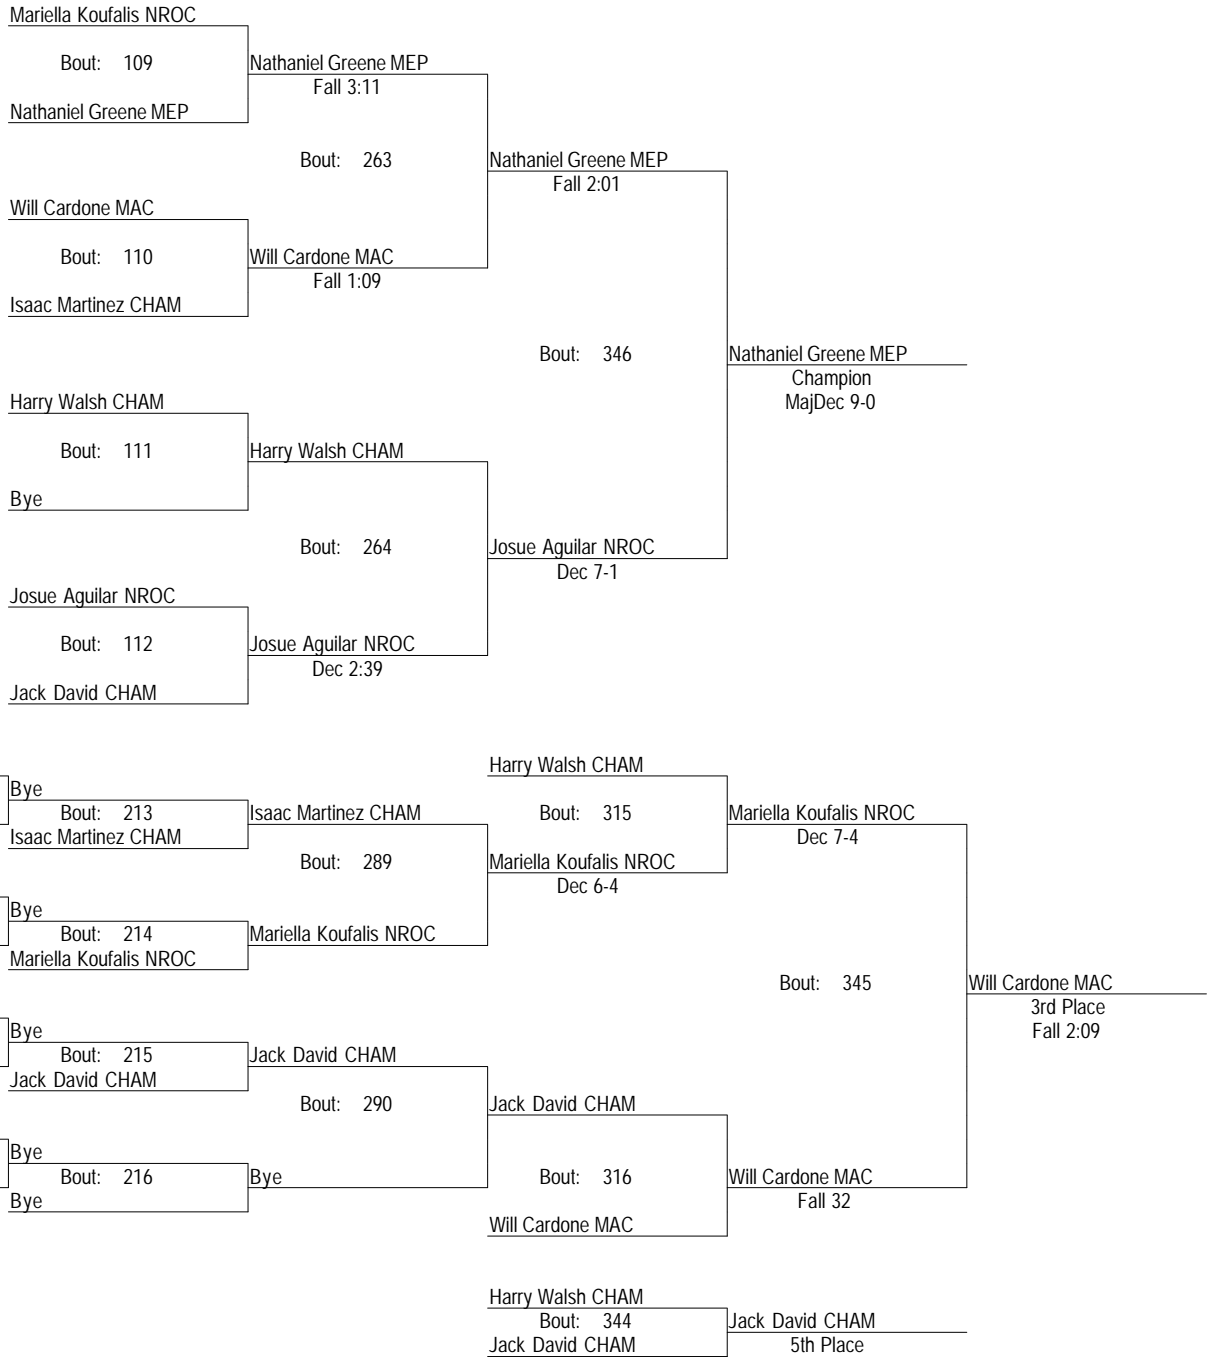 Mariella Koufalis NROC
Bout: 109
Nathaniel Greene MEP
Fall 3:11
Nathaniel Greene MEP
Bout: 263
Nathaniel Greene MEP
Fall 2:01
Will Cardone MAC
Bout: 110
Will Cardone MAC
Fall 1:09
Isaac Martinez CHAM
Bout: 346
Nathaniel Greene MEP
Champion
MajDec 9-0
Harry Walsh CHAM
Bout: 111
Harry Walsh CHAM
Bye
Bout: 264
Josue Aguilar NROC
Dec 7-1
Josue Aguilar NROC
Bout: 112
Josue Aguilar NROC
Dec 2:39
Jack David CHAM
Harry Walsh CHAM
Bye
Bout: 213
Isaac Martinez CHAM
Isaac Martinez CHAM
Bout: 315
Mariella Koufalis NROC
Dec 7-4
Bout: 289
Mariella Koufalis NROC
Dec 6-4
Bye
Bout: 214
Mariella Koufalis NROC
Mariella Koufalis NROC
Bout: 345
Will Cardone MAC
3rd Place
Fall 2:09
Bye
Bout: 215
Jack David CHAM
Jack David CHAM
Bout: 290
Jack David CHAM
Bye
Bout: 216
Bye
Bye
Bout: 316
Will Cardone MAC
Fall 32
Will Cardone MAC
Harry Walsh CHAM
Bout: 344
Jack David CHAM
Jack David CHAM
5th Place